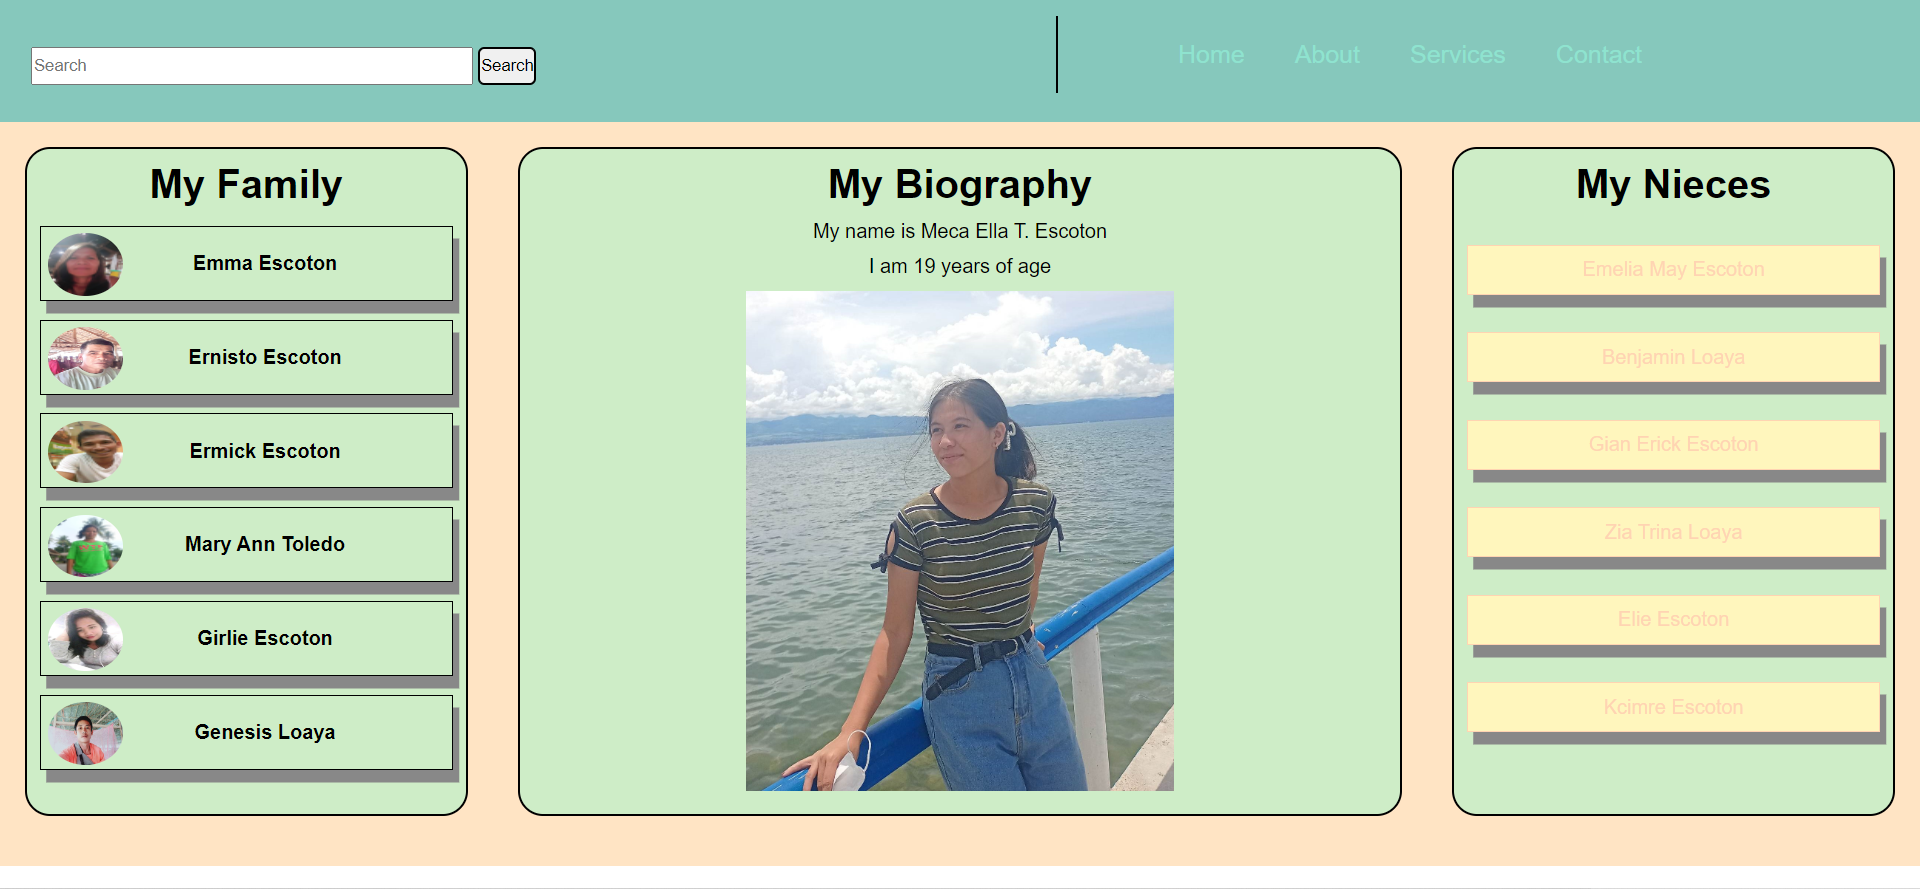 Search Search
Home About Services Contact
My Family
Emma Escoton
Ernisto Escoton
Ermick Escoton
Mary Ann Toledo
Girlie Escoton
Genesis Loaya
My Biography
My name is Meca Ella T. Escoton
I am 19 years of age
My Nieces
Emelia May Escoton
Benjamin Loaya
Gian Erick Escoton
Zia Trina Loaya
Elie Escoton
Kcimre Escoton